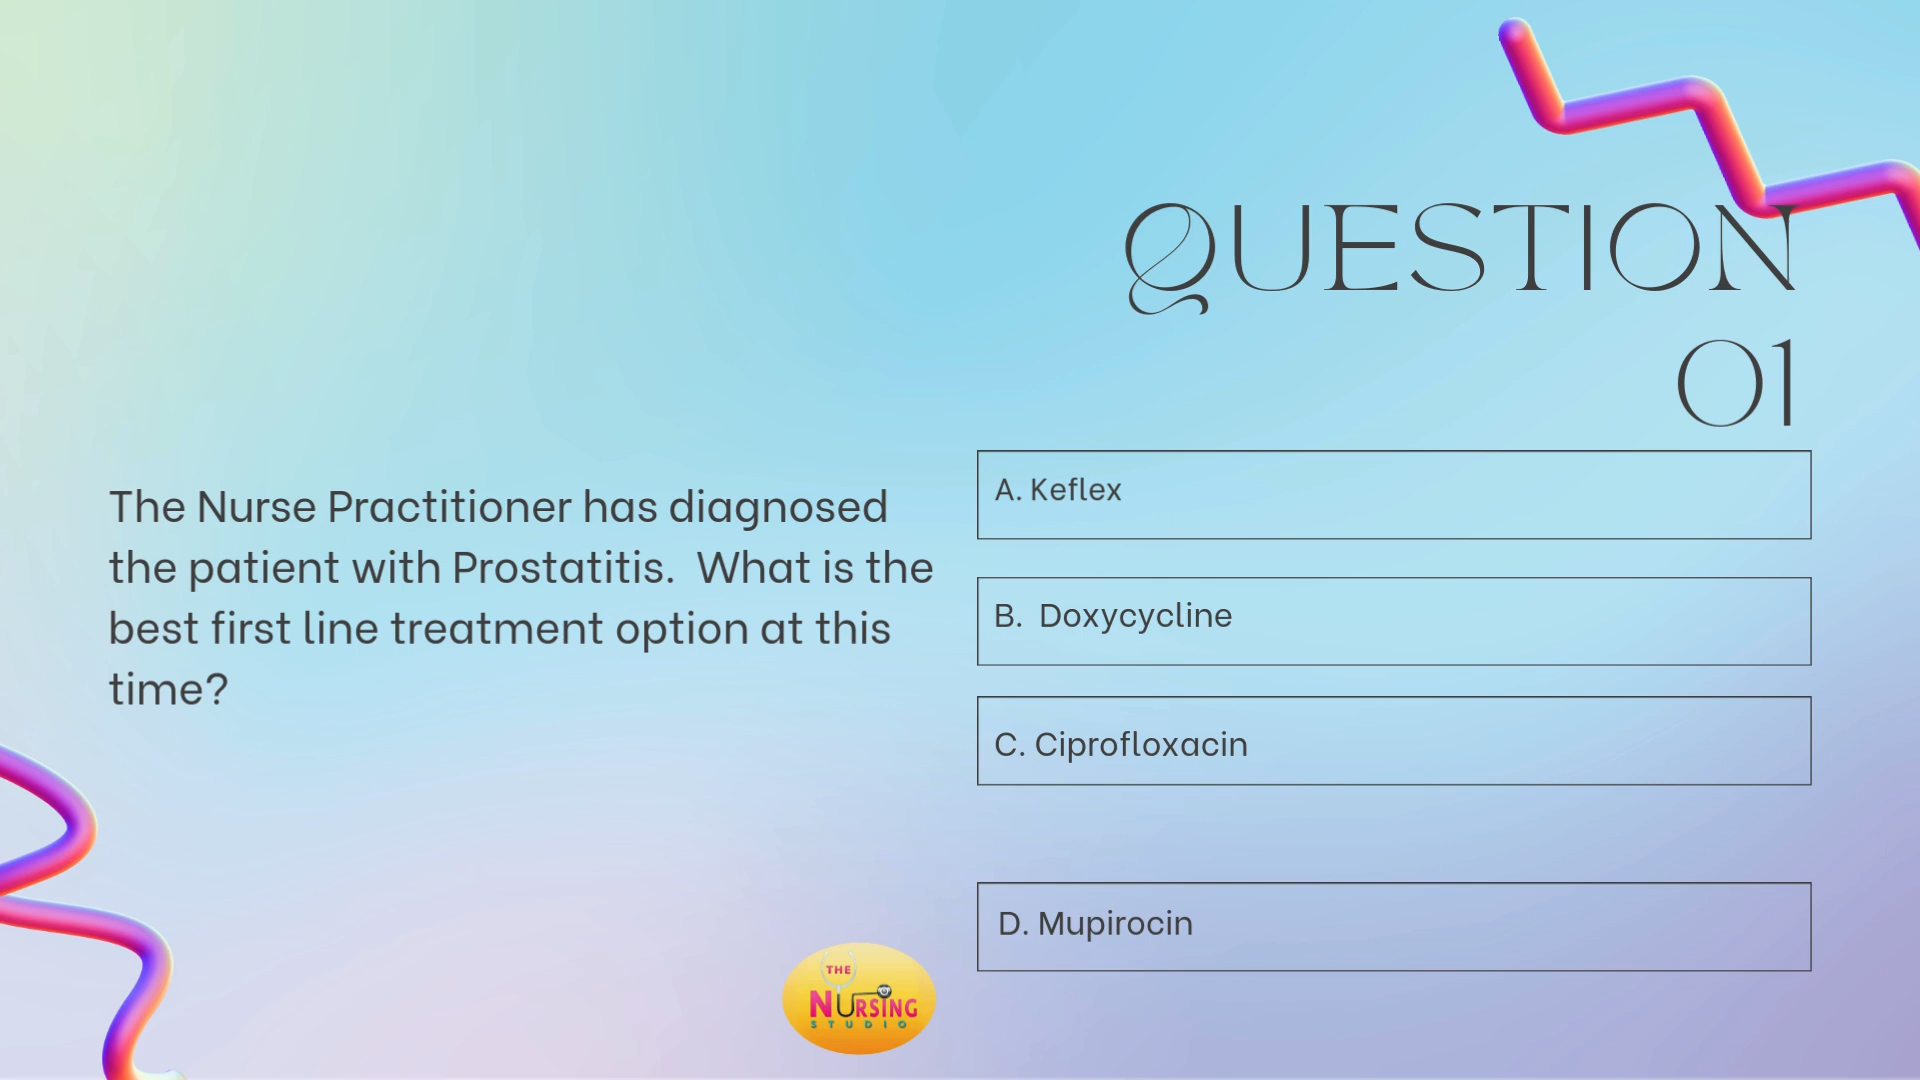 QUESTION
01
The Nurse Practitioner has diagnosed
the patient with Prostatitis.  What is the
best first line treatment option at this
time?
A. Keflex
B.  Doxycycline
C. Ciprofloxacin
D. Mupirocin
THE
NURSING
STUDIO